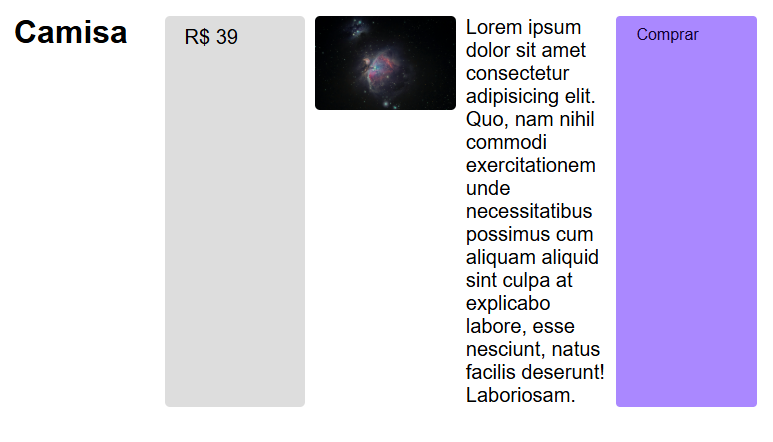 Camisa
R$ 39
Lorem ipsum
dolor sit amet
consectetur
adipisicing elit.
Quo, nam nihil
commodi
exercitationem
unde
necessitatibus
possimus cum
aliquam aliquid
sint culpa at
explicabo
labore, esse
nesciunt, natus
facilis deserunt!
Laboriosam.
Comprar